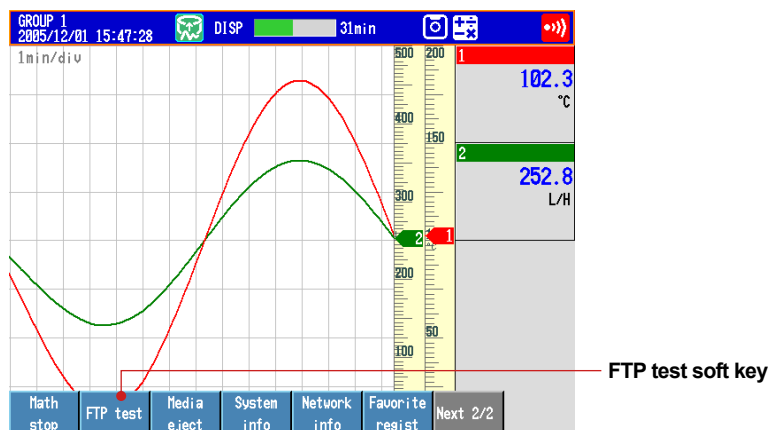 GROUP 1
2005/12/01 15:47:28
DISP
31min
1min/div
500 200
1
102.3
°C
400
150
2
252.8
L/H
300
2 1
200
50
100
FTP test soft key
Math stop
FTP test
Media eject
System info
Network info
Favorite regist
Next 2/2